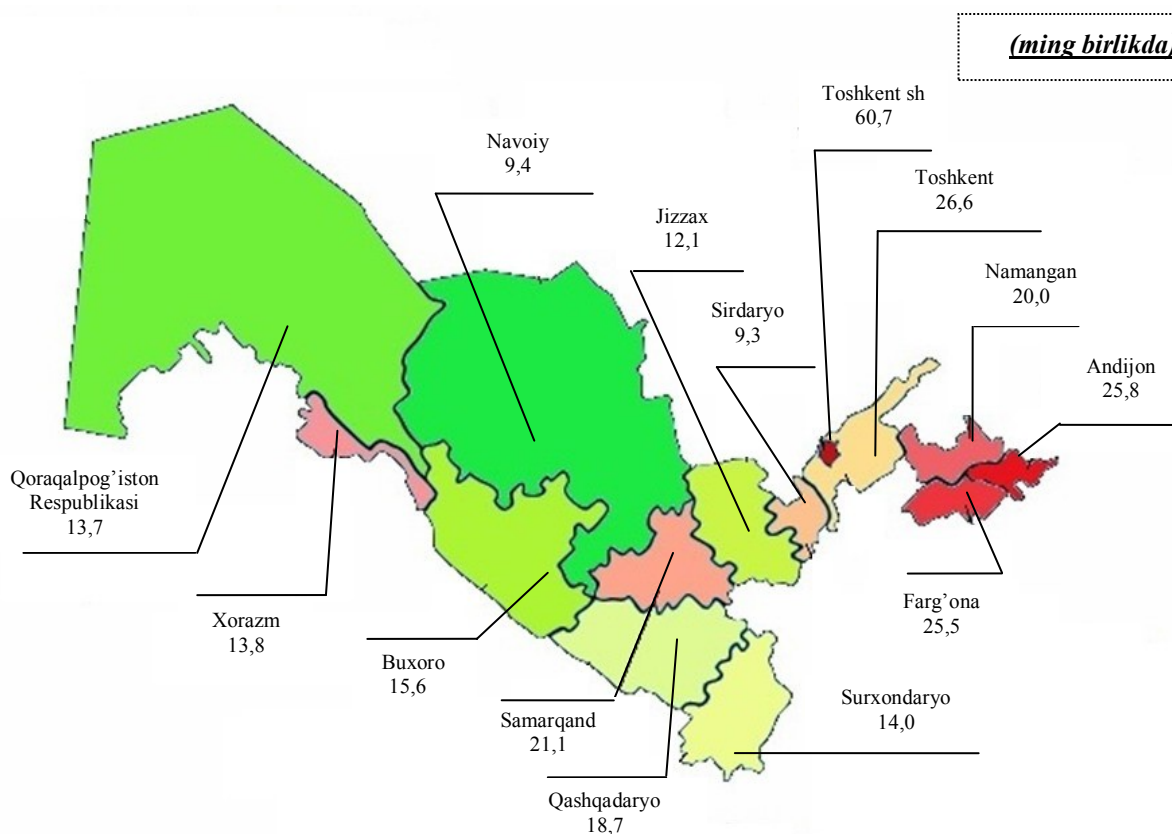 (ming birlikda)
Toshkent sh
60,7
Navoiy
9,4
Toshkent
26,6
Jizzax
12,1
Namangan
20,0
Sirdaryo
9,3
Andijon
25,8
Qoraqalpog’iston
Respublikasi
13,7
Xorazm
13,8
Farg’ona
25,5
Buxoro
15,6
Surxondaryo
14,0
Samarqand
21,1
Qashqadaryo
18,7